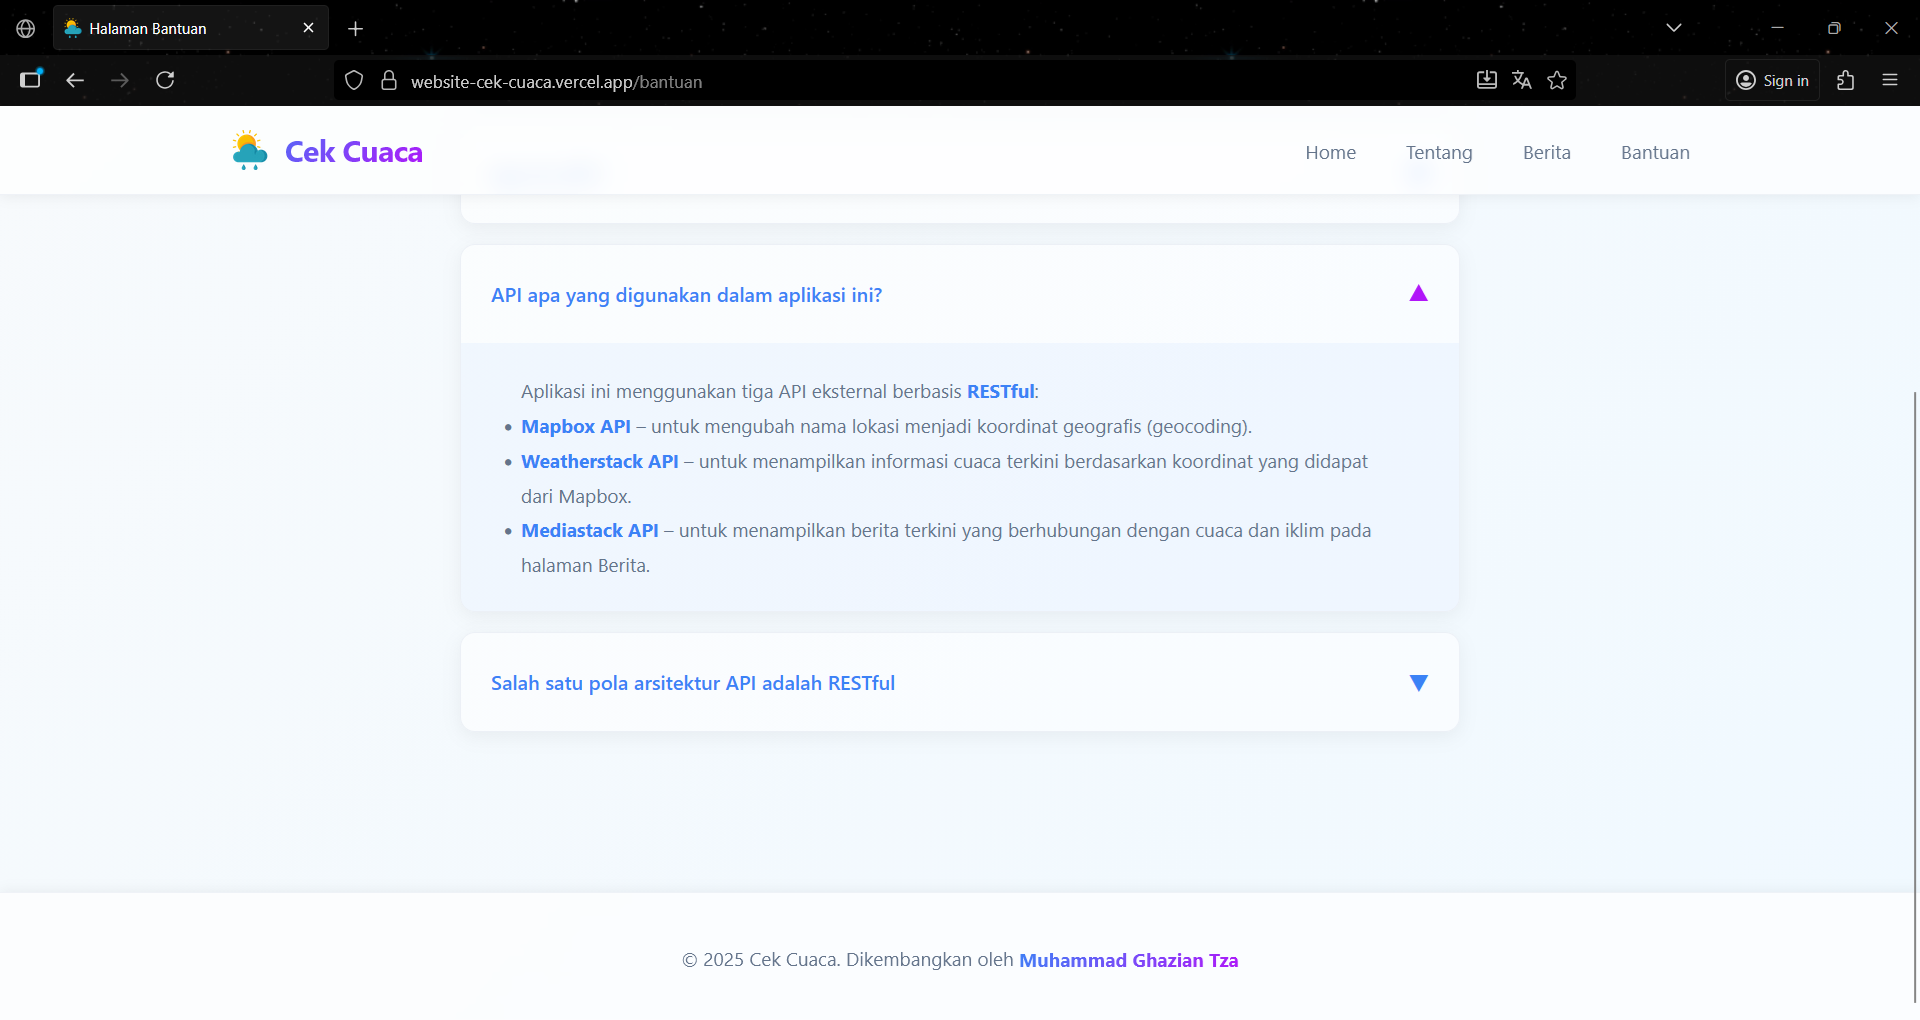 Halaman Bantuan
website-cek-cuaca.vercel.app/bantuan
Sign in
Cek Cuaca
Home
Tentang
Berita
Bantuan
API apa yang digunakan dalam aplikasi ini?
Aplikasi ini menggunakan tiga API eksternal berbasis RESTful:
• Mapbox API – untuk mengubah nama lokasi menjadi koordinat geografis (geocoding).
• Weatherstack API – untuk menampilkan informasi cuaca terkini berdasarkan koordinat yang didapat
dari Mapbox.
• Mediastack API – untuk menampilkan berita terkini yang berhubungan dengan cuaca dan iklim pada
halaman Berita.
Salah satu pola arsitektur API adalah RESTful
© 2025 Cek Cuaca. Dikembangkan oleh Muhammad Ghazian Tza